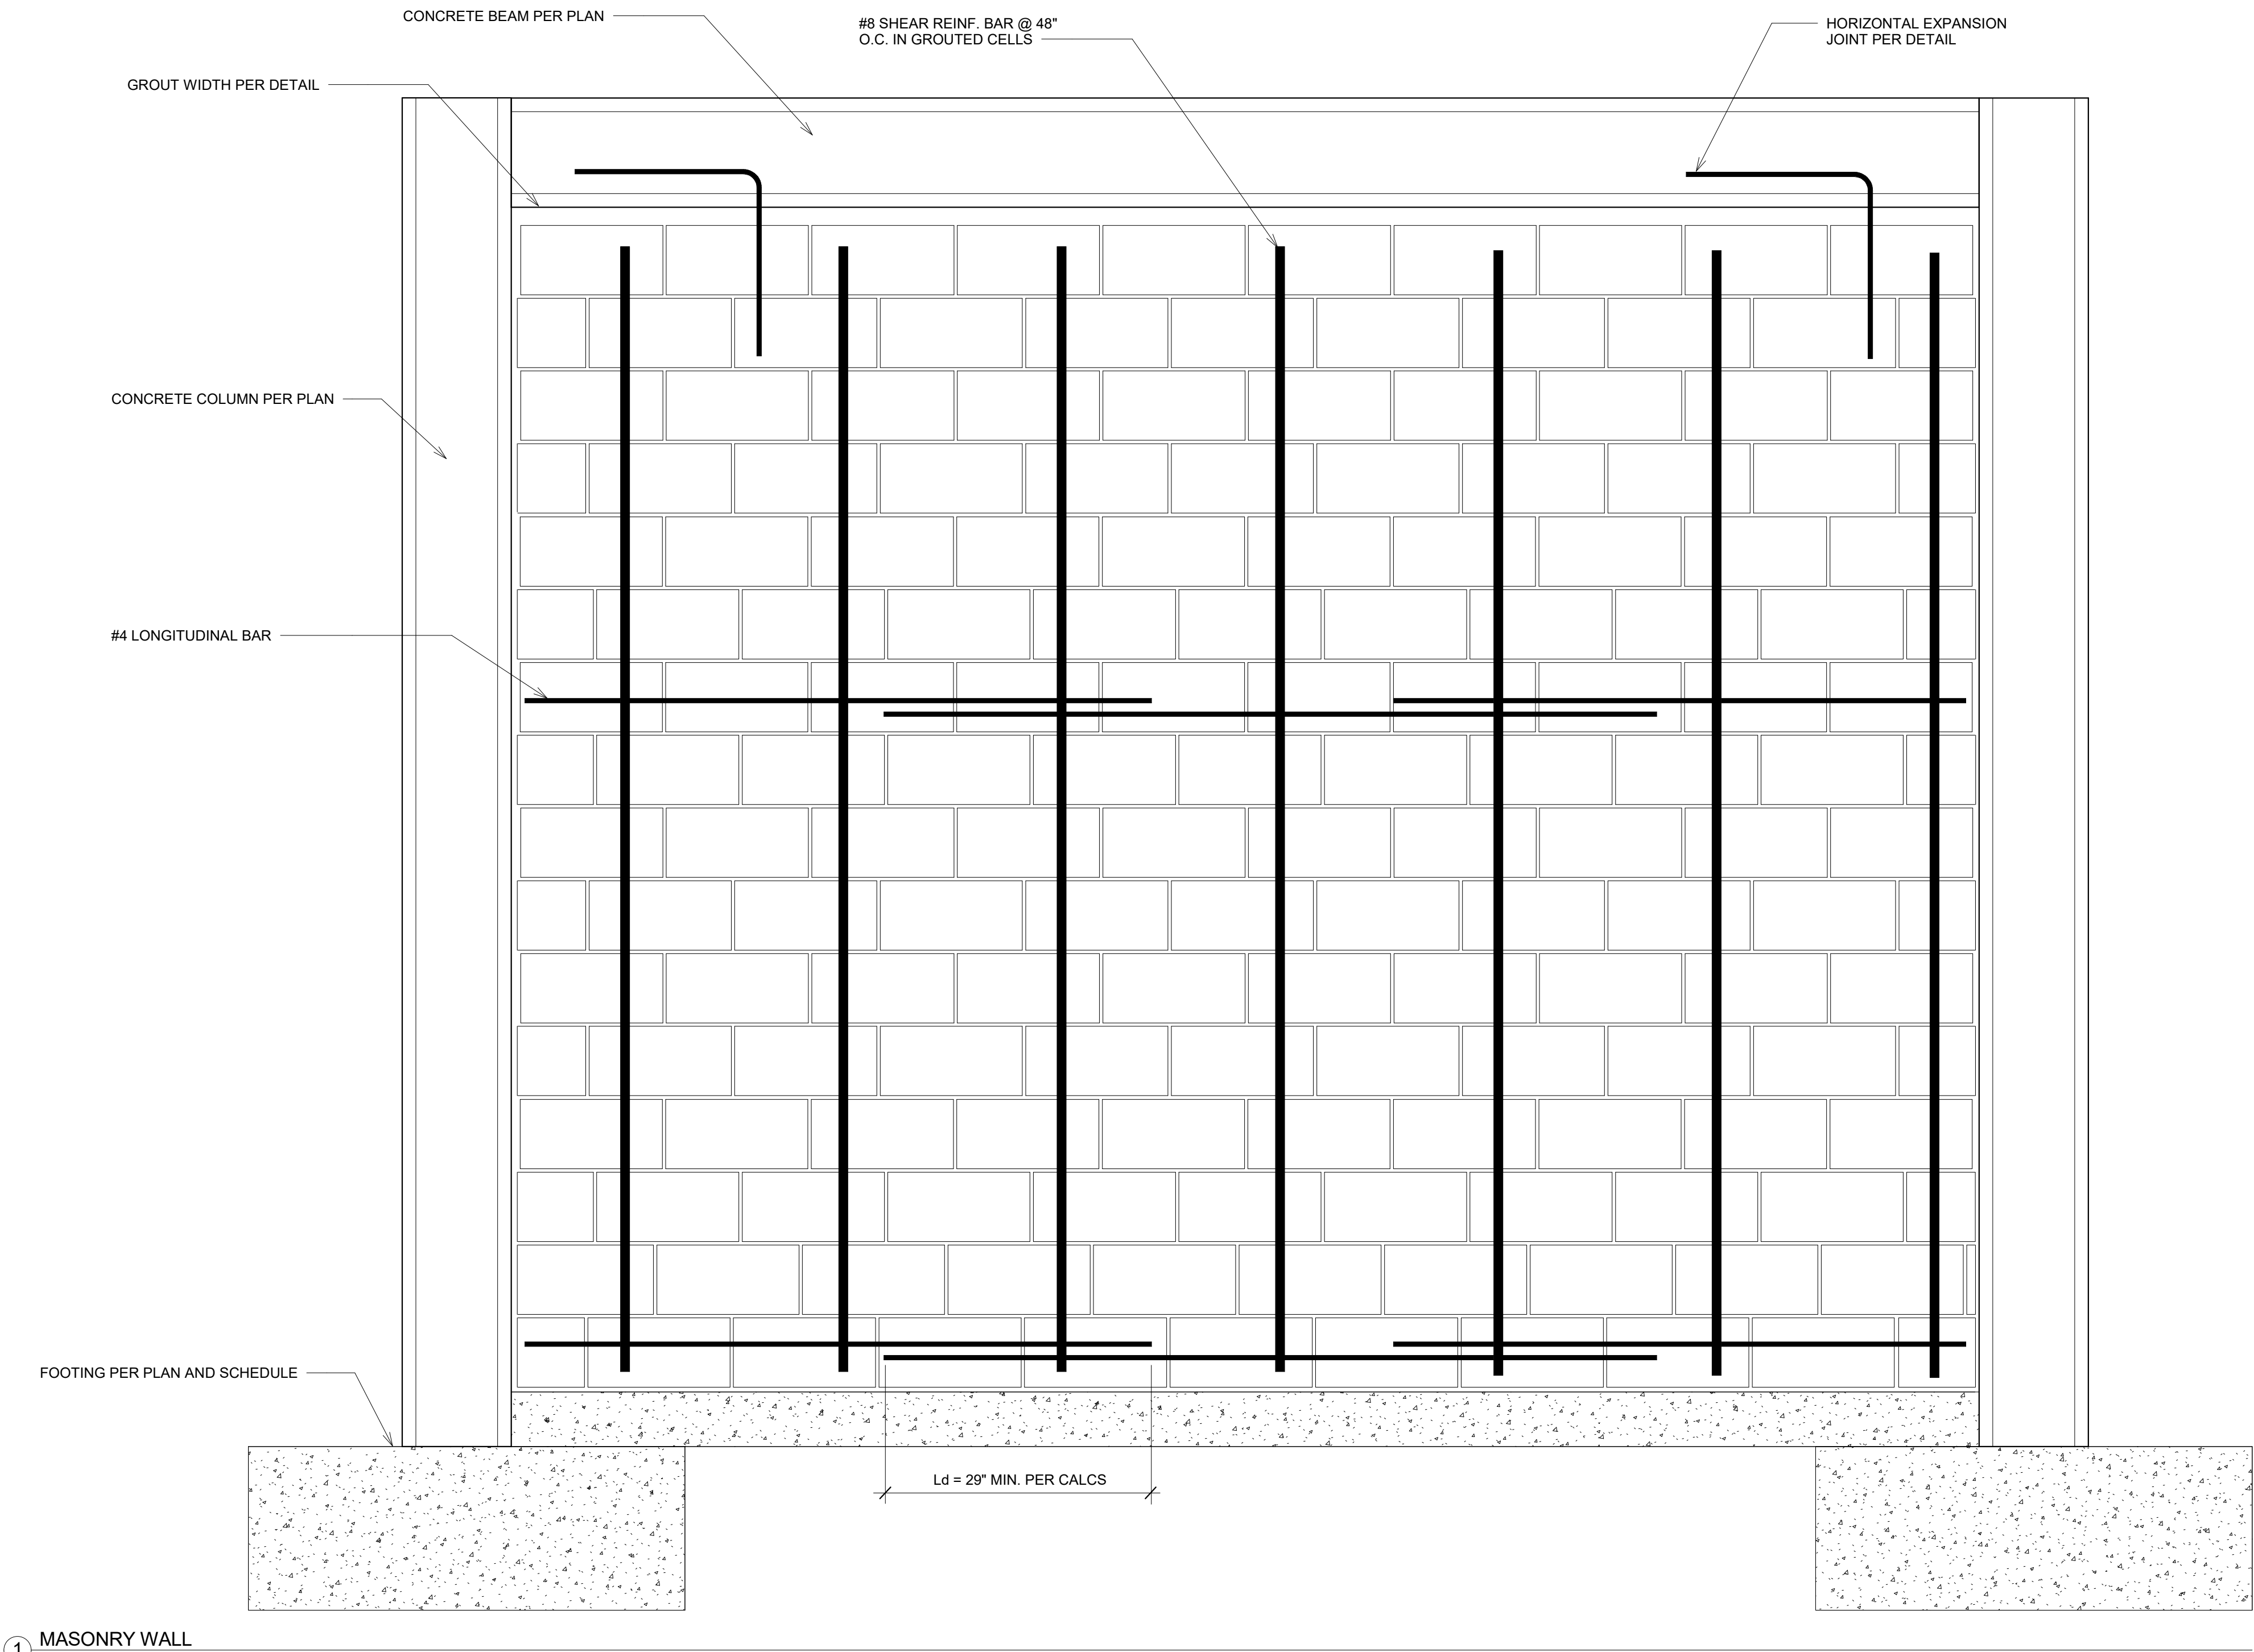 CONCRETE BEAM PER PLAN
#8 SHEAR REINF. BAR @ 48"
O.C. IN GROUTED CELLS
HORIZONTAL EXPANSION
JOINT PER DETAIL
GROUT WIDTH PER DETAIL
CONCRETE COLUMN PER PLAN
#4 LONGITUDINAL BAR
FOOTING PER PLAN AND SCHEDULE
Ld = 29" MIN. PER CALCS
1 MASONRY WALL